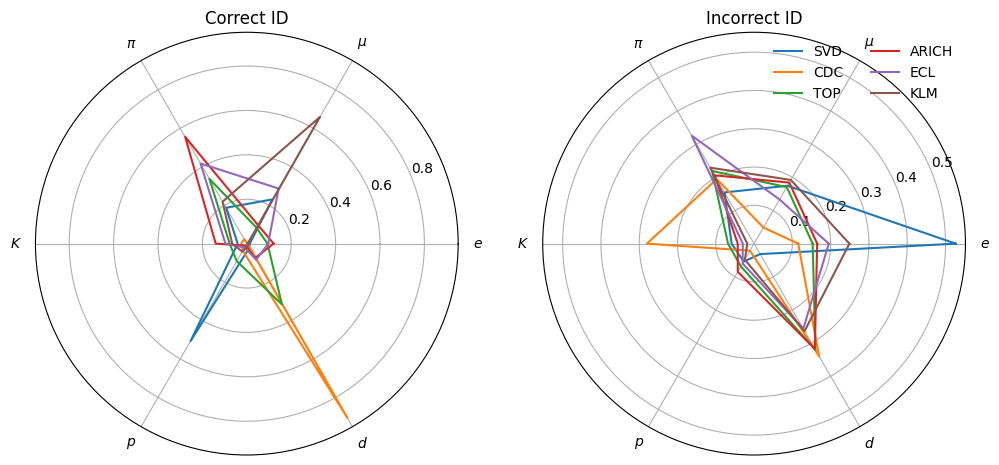 Correct ID
π
μ
K
e
p
d
0.2
0.4
0.6
0.8
Incorrect ID
π
μ
K
e
p
d
0.1
0.2
0.3
0.4
0.5
SVD
CDC
TOP
ARICH
ECL
KLM